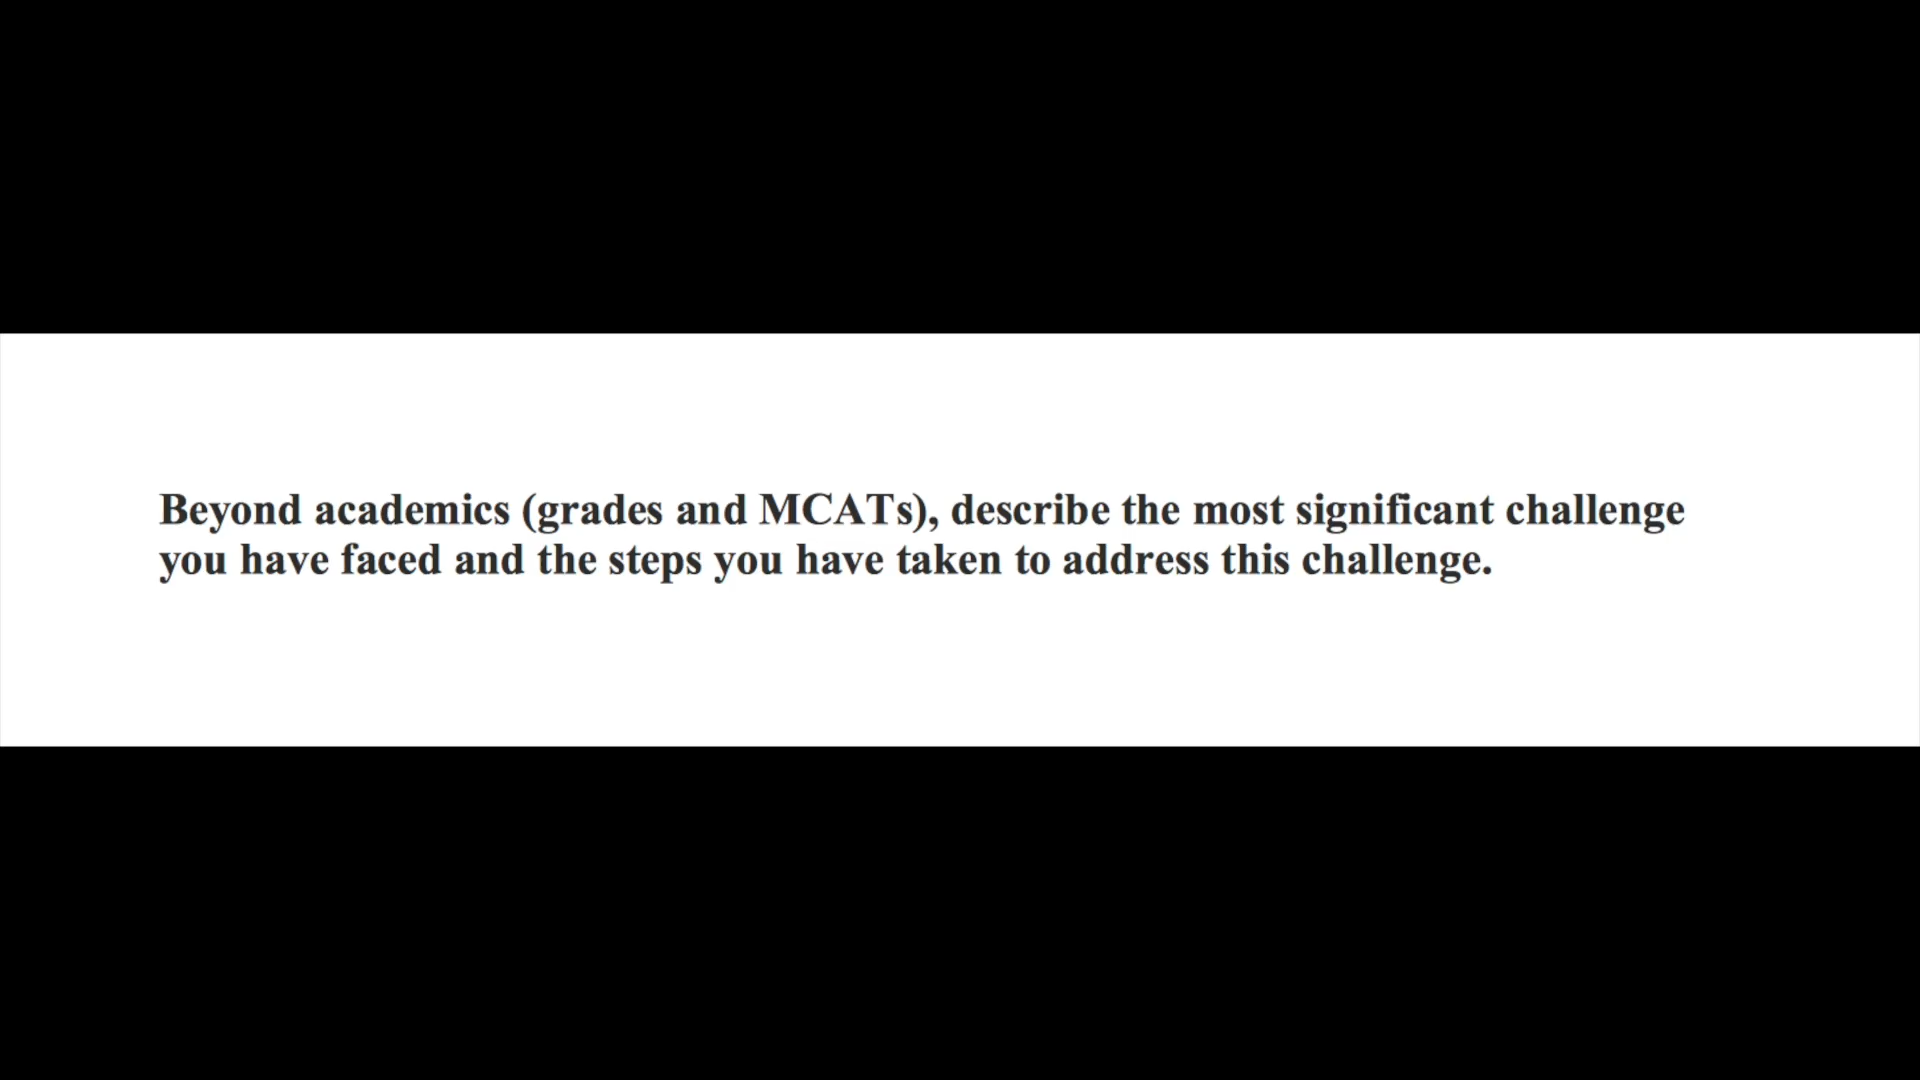 Beyond academics (grades and MCATs), describe the most significant challenge
you have faced and the steps you have taken to address this challenge.